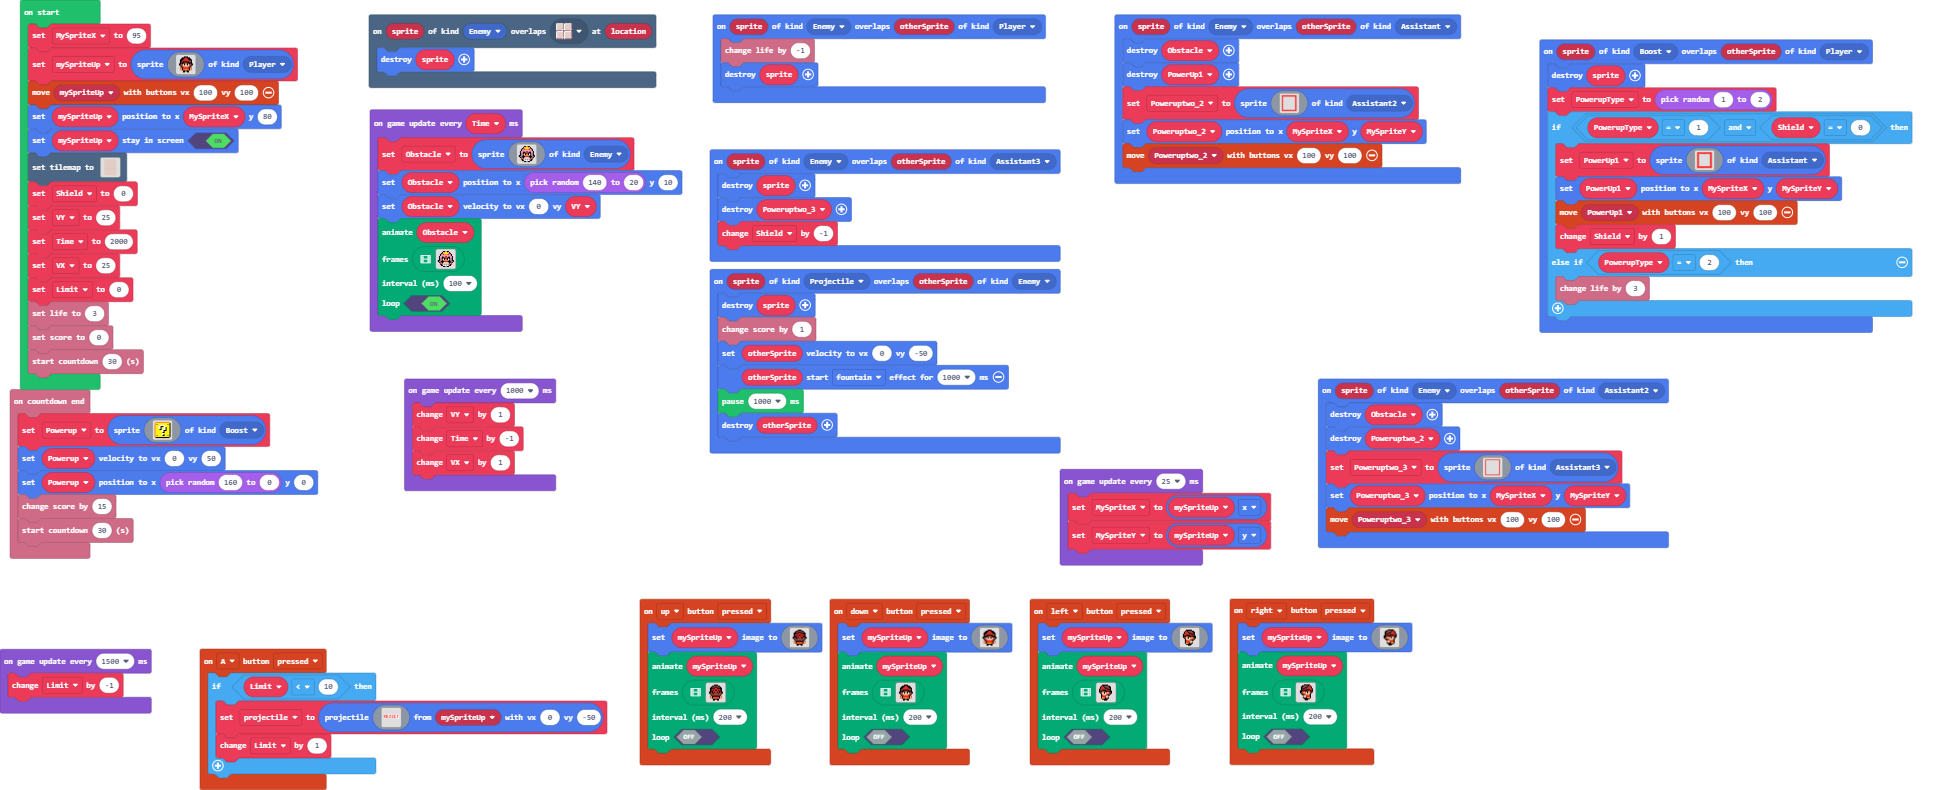 on start
set MySpriteX to 95
set mySpriteUp to sprite of kind Player
move mySpriteUp with buttons vx 100 vy 100
set mySpriteUp position to x MySpriteX y 80
set mySpriteUp stay in screen ON
set tilemap to
set Shield to 0
set VY to 25
set Time to 2000
set VX to 25
set Limit to 0
set life to 3
set score to 0
start countdown 30 (s)
on countdown end
set Powerup to sprite of kind Boost
set Powerup velocity to vx 0 vy 50
set Powerup position to x pick random 160 to 0 y 0
change score by 15
start countdown 30 (s)
on sprite of kind Enemy overlaps at location
destroy sprite
on game update every Time ms
set Obstacle to sprite of kind Enemy
set Obstacle position to x pick random 140 to 20 y 10
set Obstacle velocity to vx 0 vy VY
animate Obstacle
frames
interval (ms) 100
loop ON
on game update every 1000 ms
change VY by 1
change Time by -1
change VX by 1
on sprite of kind Enemy overlaps otherSprite of kind Player
change life by -1
destroy sprite
on sprite of kind Enemy overlaps otherSprite of kind Assistant3
destroy sprite
destroy Poweruptwo_3
change Shield by -1
on sprite of kind Projectile overlaps otherSprite of kind Enemy
destroy sprite
change score by 1
set otherSprite velocity to vx 0 vy -50
otherSprite start fountain effect for 1000 ms
pause 1000 ms
destroy otherSprite
on sprite of kind Enemy overlaps otherSprite of kind Assistant
destroy Obstacle
destroy PowerUp1
set Poweruptwo_2 to sprite of kind Assistant2
set Poweruptwo_2 position to x MySpriteX y MySpriteY
move Poweruptwo_2 with buttons vx 100 vy 100
on sprite of kind Boost overlaps otherSprite of kind Player
destroy sprite
set PowerupType to pick random 1 to 2
if PowerupType = 1 and Shield = 0 then
set PowerUp1 to sprite of kind Assistant
set PowerUp1 position to x MySpriteX y MySpriteY
move PowerUp1 with buttons vx 100 vy 100
change Shield by 1
else if PowerupType = 2 then
change life by 3
on game update every 25 ms
set MySpriteX to mySpriteUp x
set MySpriteY to mySpriteUp y
on sprite of kind Enemy overlaps otherSprite of kind Assistant2
destroy Obstacle
destroy Poweruptwo_2
set Poweruptwo_3 to sprite of kind Assistant3
set Poweruptwo_3 position to x MySpriteX y MySpriteY
move Poweruptwo_3 with buttons vx 100 vy 100
on game update every 1500 ms
change Limit by -1
on A button pressed
if Limit < 10 then
set projectile to projectile from mySpriteUp with vx 0 vy -50
change Limit by 1
on up button pressed
set mySpriteUp image to
animate mySpriteUp
frames
interval (ms) 200
loop OFF
on down button pressed
set mySpriteUp image to
animate mySpriteUp
frames
interval (ms) 200
loop OFF
on left button pressed
set mySpriteUp image to
animate mySpriteUp
frames
interval (ms) 200
loop OFF
on right button pressed
set mySpriteUp image to
animate mySpriteUp
frames
interval (ms) 200
loop OFF